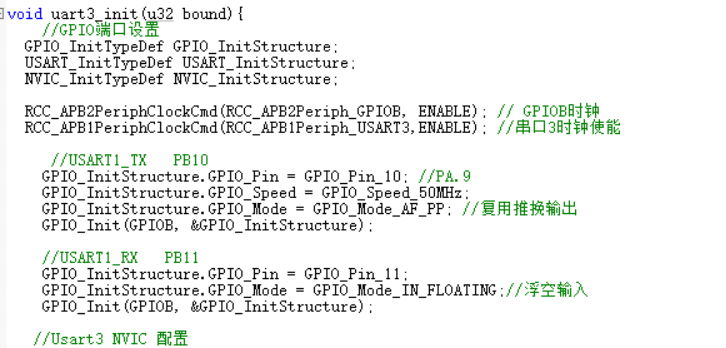 void uart3_init(u32 bound){
//GPIO端口设置
GPIO_InitTypeDef GPIO_InitStructure;
USART_InitTypeDef USART_InitStructure;
NVIC_InitTypeDef NVIC_InitStructure;
RCC_APB2PeriphClockCmd(RCC_APB2Periph_GPIOB, ENABLE); // GPIOB时钟
RCC_APB1PeriphClockCmd(RCC_APB1Periph_USART3,ENABLE); //串口3时钟使能
//USART1_TX   PB10
GPIO_InitStructure.GPIO_Pin = GPIO_Pin_10; //PA.9
GPIO_InitStructure.GPIO_Speed = GPIO_Speed_50MHz;
GPIO_InitStructure.GPIO_Mode = GPIO_Mode_AF_PP; //复用推挽输出
GPIO_Init(GPIOB, &GPIO_InitStructure);
//USART1_RX   PB11
GPIO_InitStructure.GPIO_Pin = GPIO_Pin_11;
GPIO_InitStructure.GPIO_Mode = GPIO_Mode_IN_FLOATING;//浮空输入
GPIO_Init(GPIOB, &GPIO_InitStructure);
//Usart3 NVIC 配置